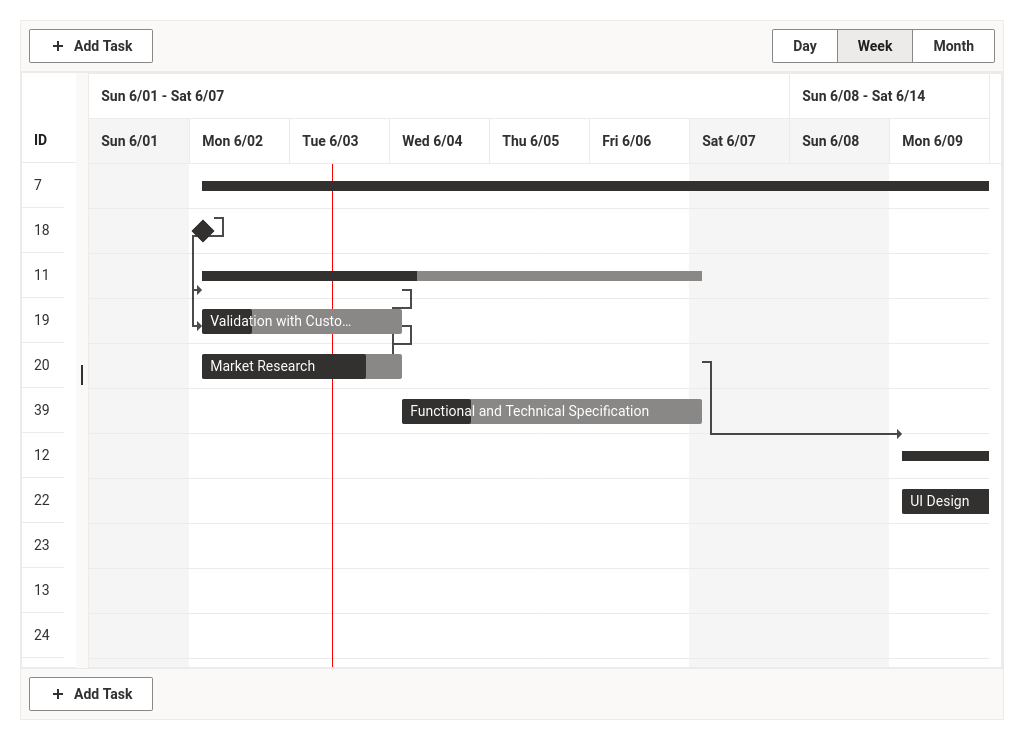 + Add Task
Day Week Month
Sun 6/01 - Sat 6/07 Sun 6/08 - Sat 6/14
ID Sun 6/01 Mon 6/02 Tue 6/03 Wed 6/04 Thu 6/05 Fri 6/06 Sat 6/07 Sun 6/08 Mon 6/09
7
18
11
19 Validation with Custo…
20 Market Research
39 Functional and Technical Specification
12
22 UI Design
23
13
24
+ Add Task